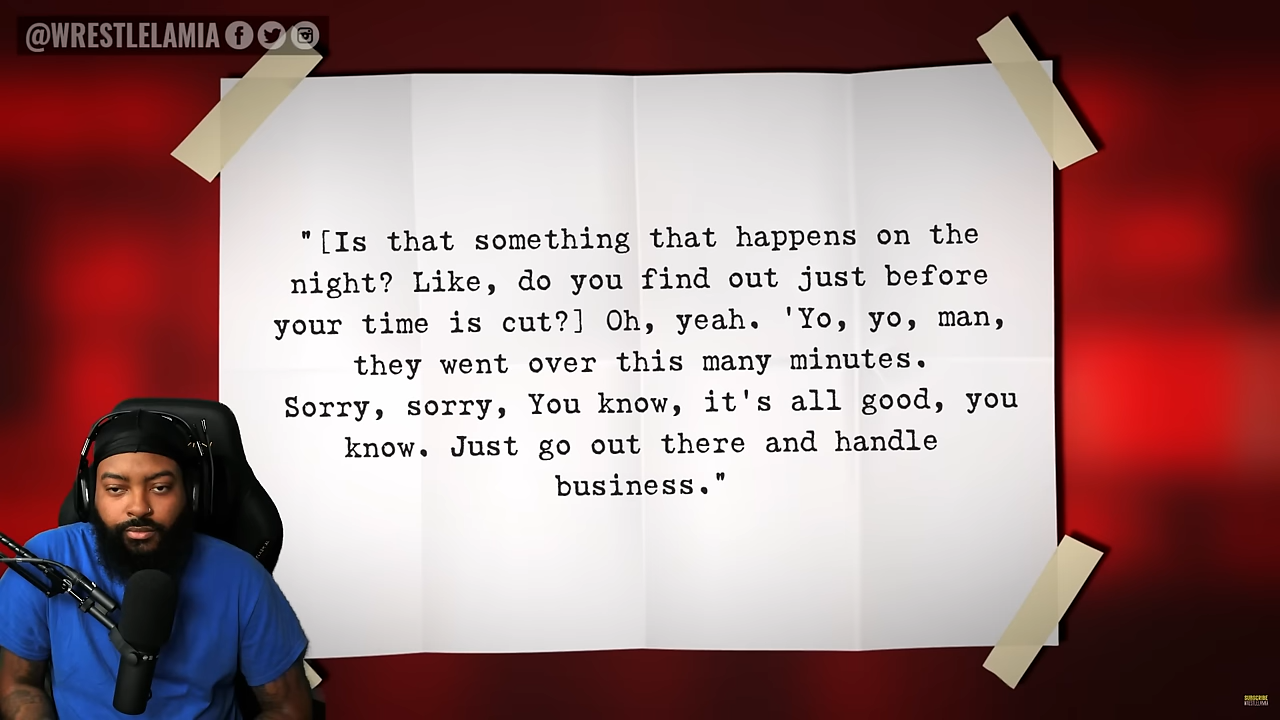 @WRESTLELAMIA
"[Is that something that happens on the
night? Like, do you find out just before
your time is cut?] Oh, yeah. 'Yo, yo, man,
they went over this many minutes.
Sorry, sorry, You know, it's all good, you
know. Just go out there and handle
business."
SUBSCRIBE
WRESTLELAMIA